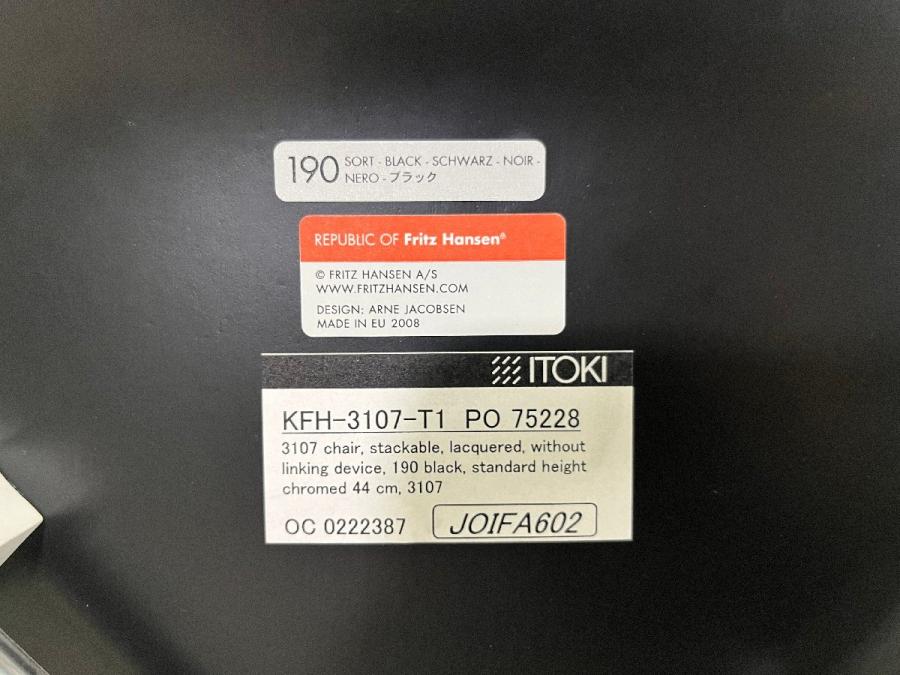 190 SORT - BLACK - SCHWARZ - NOIR -
NERO - ブラック
REPUBLIC OF Fritz Hansen®
© FRITZ HANSEN A/S
WWW.FRITZHANSEN.COM
DESIGN: ARNE JACOBSEN
MADE IN EU 2008
ITOKI
KFH-3107-T1 PO 75228
3107 chair, stackable, lacquered, without
linking device, 190 black, standard height
chromed 44 cm, 3107
OC 0222387 JOIFA602